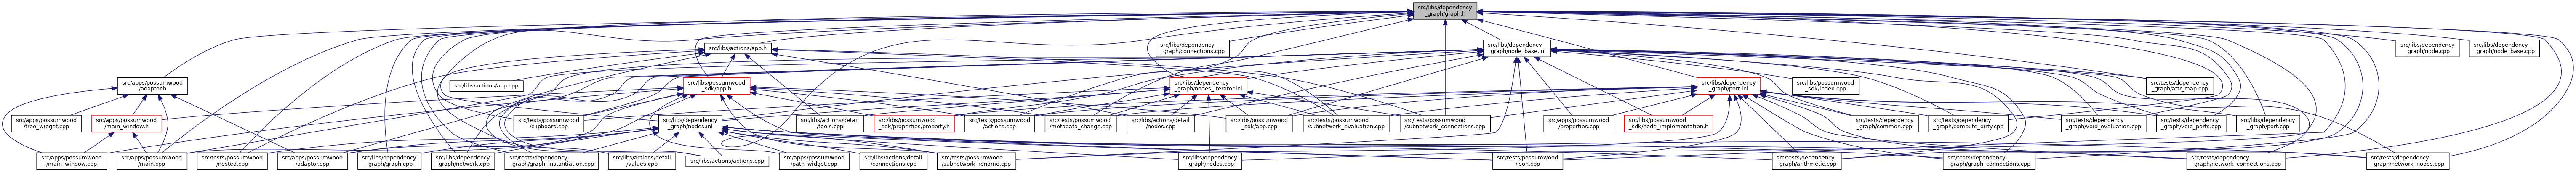 src/libs/dependency
_graph/graph.h
src/libs/actions/app.h
src/libs/dependency
_graph/connections.cpp
src/libs/dependency
_graph/node_base.inl
src/libs/dependency
_graph/node.cpp
src/libs/dependency
_graph/node_base.cpp
src/apps/possumwood
/adaptor.h
src/libs/actions/app.cpp
src/libs/possumwood
_sdk/app.h
src/libs/dependency
_graph/nodes_iterator.inl
src/libs/dependency
_graph/port.inl
src/libs/possumwood
_sdk/index.cpp
src/tests/dependency
_graph/attr_map.cpp
src/apps/possumwood
/tree_widget.cpp
src/apps/possumwood
/main_window.h
src/tests/possumwood
/clipboard.cpp
src/libs/dependency
_graph/nodes.inl
src/libs/actions/detail
/tools.cpp
src/libs/possumwood
_sdk/properties/property.h
src/tests/possumwood
/actions.cpp
src/tests/possumwood
/metadata_change.cpp
src/libs/actions/detail
/nodes.cpp
src/libs/possumwood
_sdk/app.cpp
src/tests/possumwood
/subnetwork_evaluation.cpp
src/tests/possumwood
/subnetwork_connections.cpp
src/apps/possumwood
/properties.cpp
src/libs/possumwood
_sdk/node_implementation.h
src/tests/dependency
_graph/common.cpp
src/tests/dependency
_graph/compute_dirty.cpp
src/tests/dependency
_graph/vsoid_evaluation.cpp
src/tests/dependency
_graph/void_ports.cpp
src/libs/dependency
_graph/port.cpp
src/apps/possumwood
/main_window.cpp
src/apps/possumwood
/main.cpp
src/tests/possumwood
/nested.cpp
src/apps/possumwood
/adaptor.cpp
src/libs/dependency
_graph/graph.cpp
src/libs/dependency
_graph/network.cpp
src/tests/dependency
_graph/graph_instantiation.cpp
src/libs/actions/detail
/values.cpp
src/libs/actions/actions.cpp
src/apps/possumwood
/path_widget.cpp
src/libs/actions/detail
/connections.cpp
src/tests/possumwood
/subnetwork_rename.cpp
src/libs/dependency
_graph/nodes.cpp
src/tests/possumwood
/json.cpp
src/tests/dependency
_graph/arithmetic.cpp
src/tests/dependency
_graph/graph_connections.cpp
src/tests/dependency
_graph/network_connections.cpp
src/tests/dependency
_graph/network_nodes.cpp